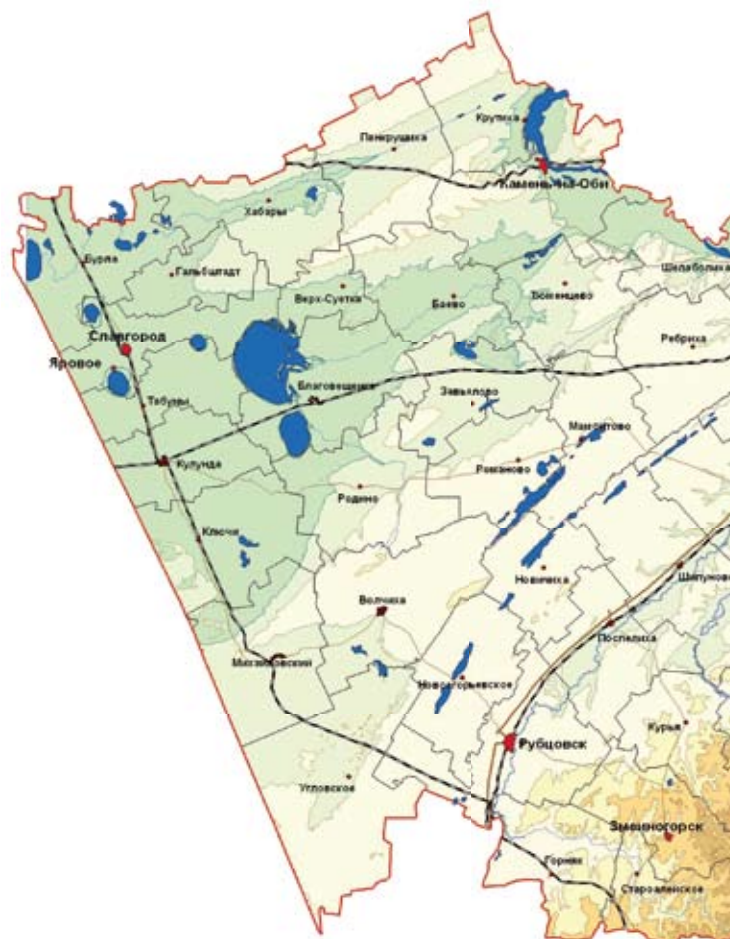 Крутиха
Панкрушиха
Камень-на-Оби
Хабары
Бурла
Гальбштадт
Шелаболиха
Верх-Суетка
Баево
Тюменцево
Славгород
Ребриха
Яровое
Благовещенка
Табуны
Завьялово
Мамонтово
Кулунда
Романово
Родино
Ключи
Новичиха
Шипуново
Волчиха
Поспелиха
Михайловский
Новоегорьевское
Курья
Рубцовск
Угловское
Змеиногорск
Горняк
Староалейское